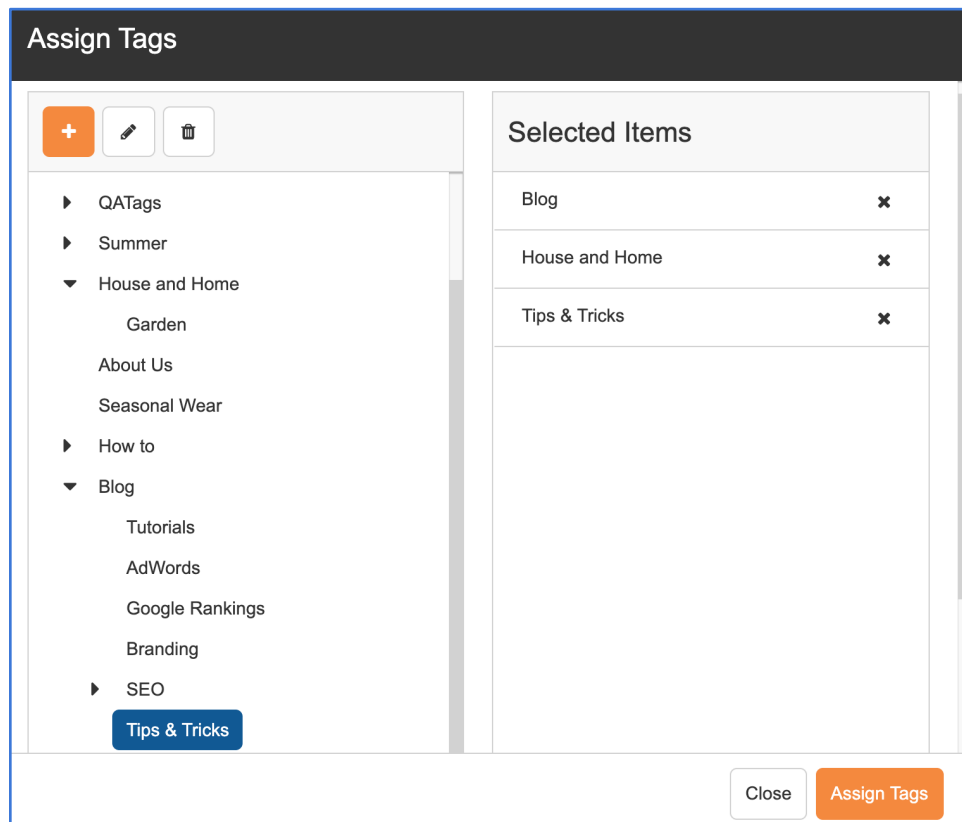 Assign Tags
QATags
Summer
House and Home
Garden
About Us
Seasonal Wear
How to
Blog
Tutorials
AdWords
Google Rankings
Branding
SEO
Tips & Tricks
Selected Items
Blog
House and Home
Tips & Tricks
Close
Assign Tags